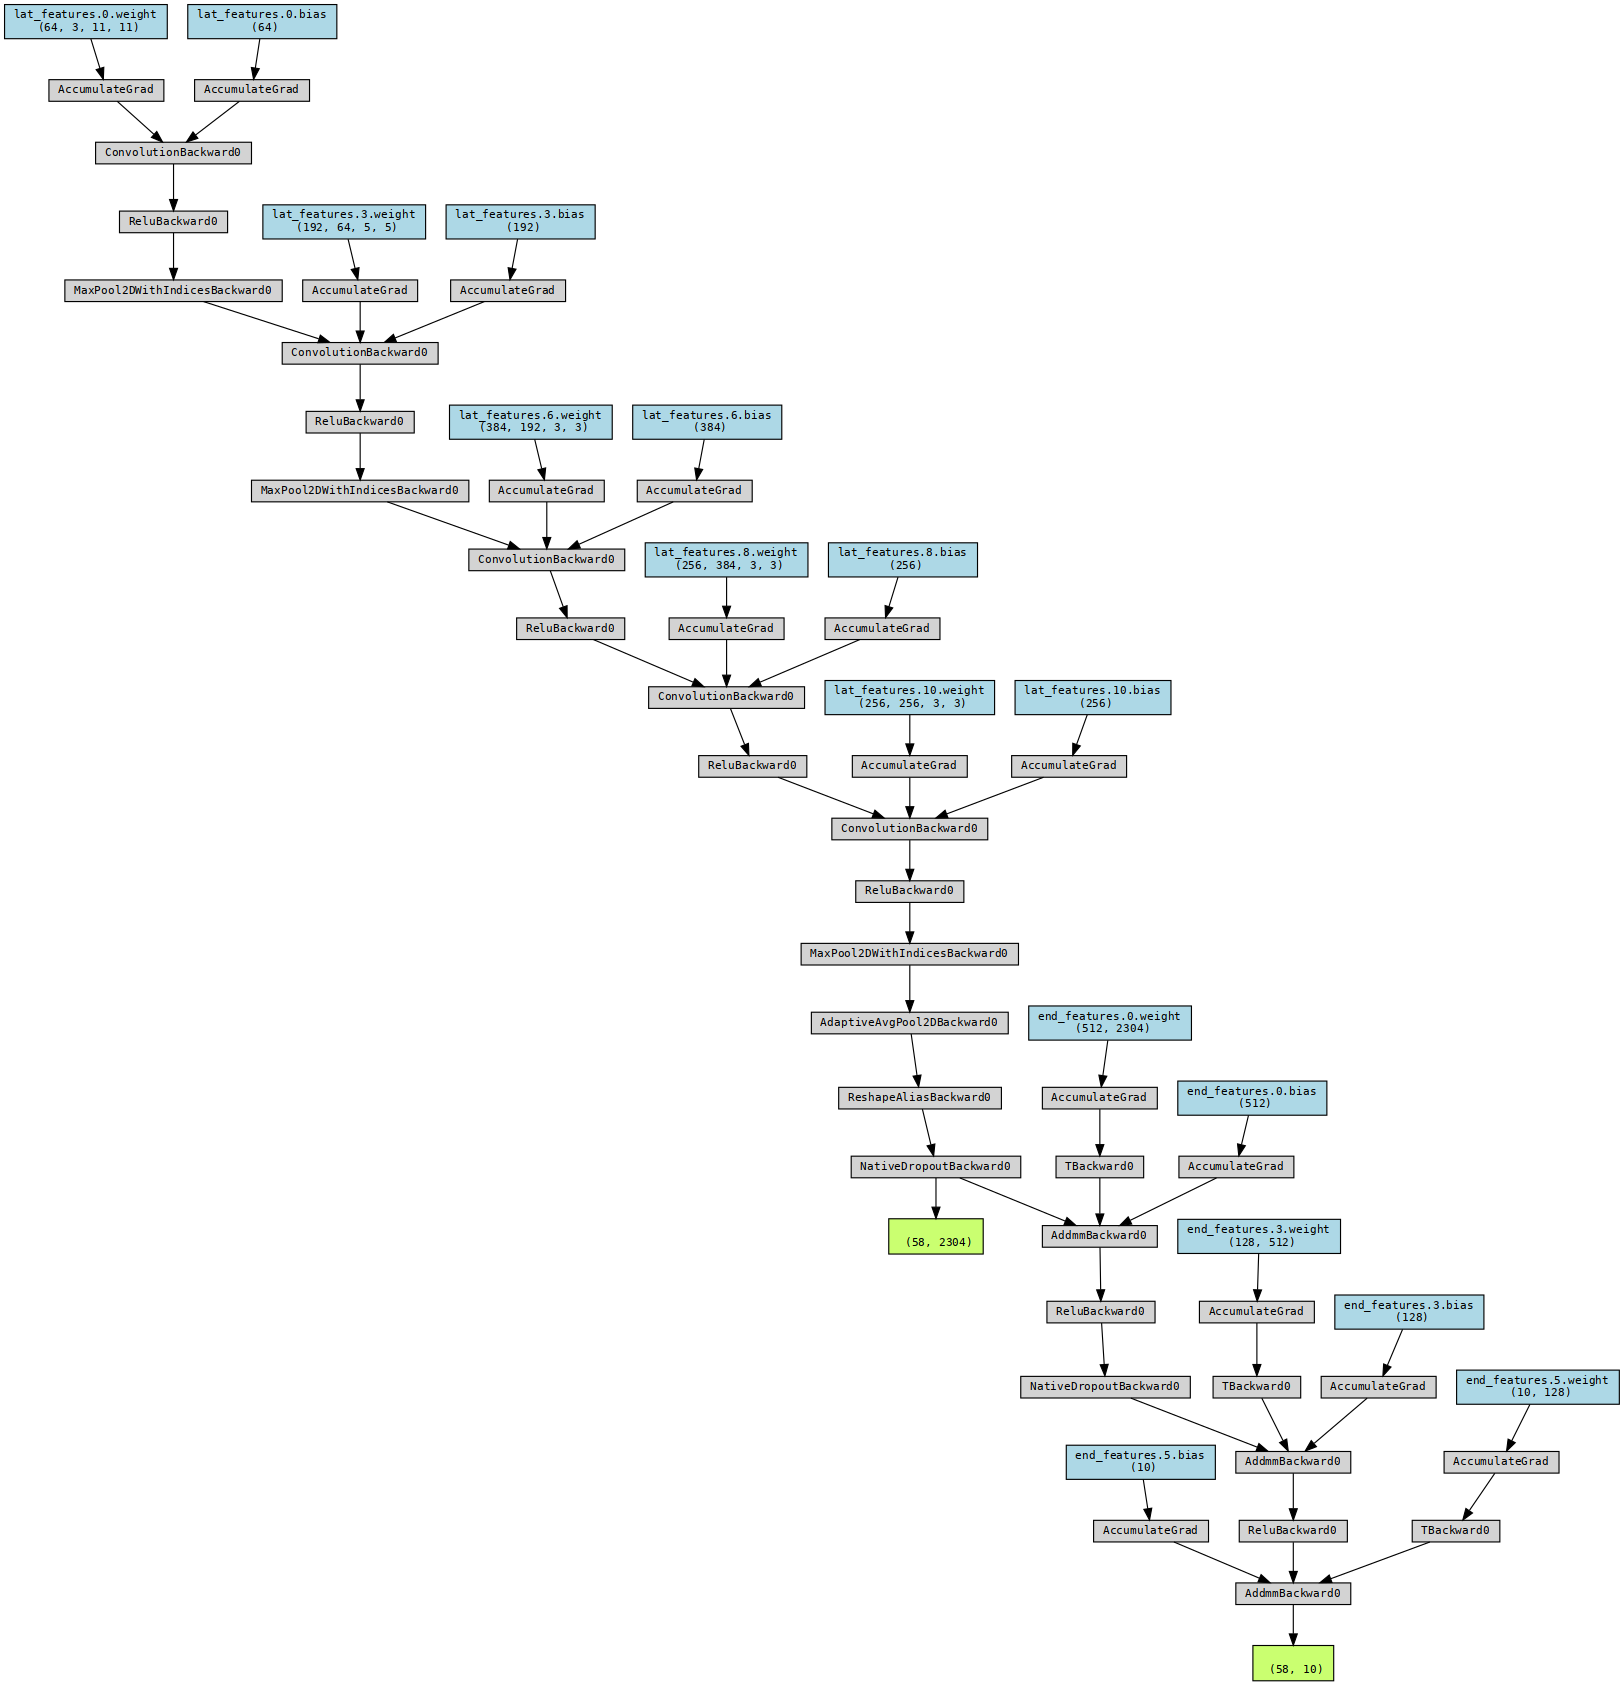 lat_features.0.weight
(64, 3, 11, 11)
lat_features.0.bias
(64)
AccumulateGrad
AccumulateGrad
ConvolutionBackward0
ReluBackward0
lat_features.3.weight
(192, 64, 5, 5)
lat_features.3.bias
(192)
MaxPool2DWithIndicesBackward0
AccumulateGrad
AccumulateGrad
ConvolutionBackward0
ReluBackward0
lat_features.6.weight
(384, 192, 3, 3)
lat_features.6.bias
(384)
MaxPool2DWithIndicesBackward0
AccumulateGrad
AccumulateGrad
ConvolutionBackward0
lat_features.8.weight
(256, 384, 3, 3)
lat_features.8.bias
(256)
ReluBackward0
AccumulateGrad
AccumulateGrad
ConvolutionBackward0
lat_features.10.weight
(256, 256, 3, 3)
lat_features.10.bias
(256)
ReluBackward0
AccumulateGrad
AccumulateGrad
ConvolutionBackward0
ReluBackward0
MaxPool2DWithIndicesBackward0
AdaptiveAvgPool2DBackward0
end_features.0.weight
(512, 2304)
ReshapeAliasBackward0
AccumulateGrad
end_features.0.bias
(512)
NativeDropoutBackward0
TBackward0
AccumulateGrad
(58, 2304)
AddmmBackward0
end_features.3.weight
(128, 512)
ReluBackward0
AccumulateGrad
end_features.3.bias
(128)
NativeDropoutBackward0
TBackward0
AccumulateGrad
end_features.5.weight
(10, 128)
end_features.5.bias
(10)
AddmmBackward0
AccumulateGrad
AccumulateGrad
ReluBackward0
TBackward0
AddmmBackward0
(58, 10)